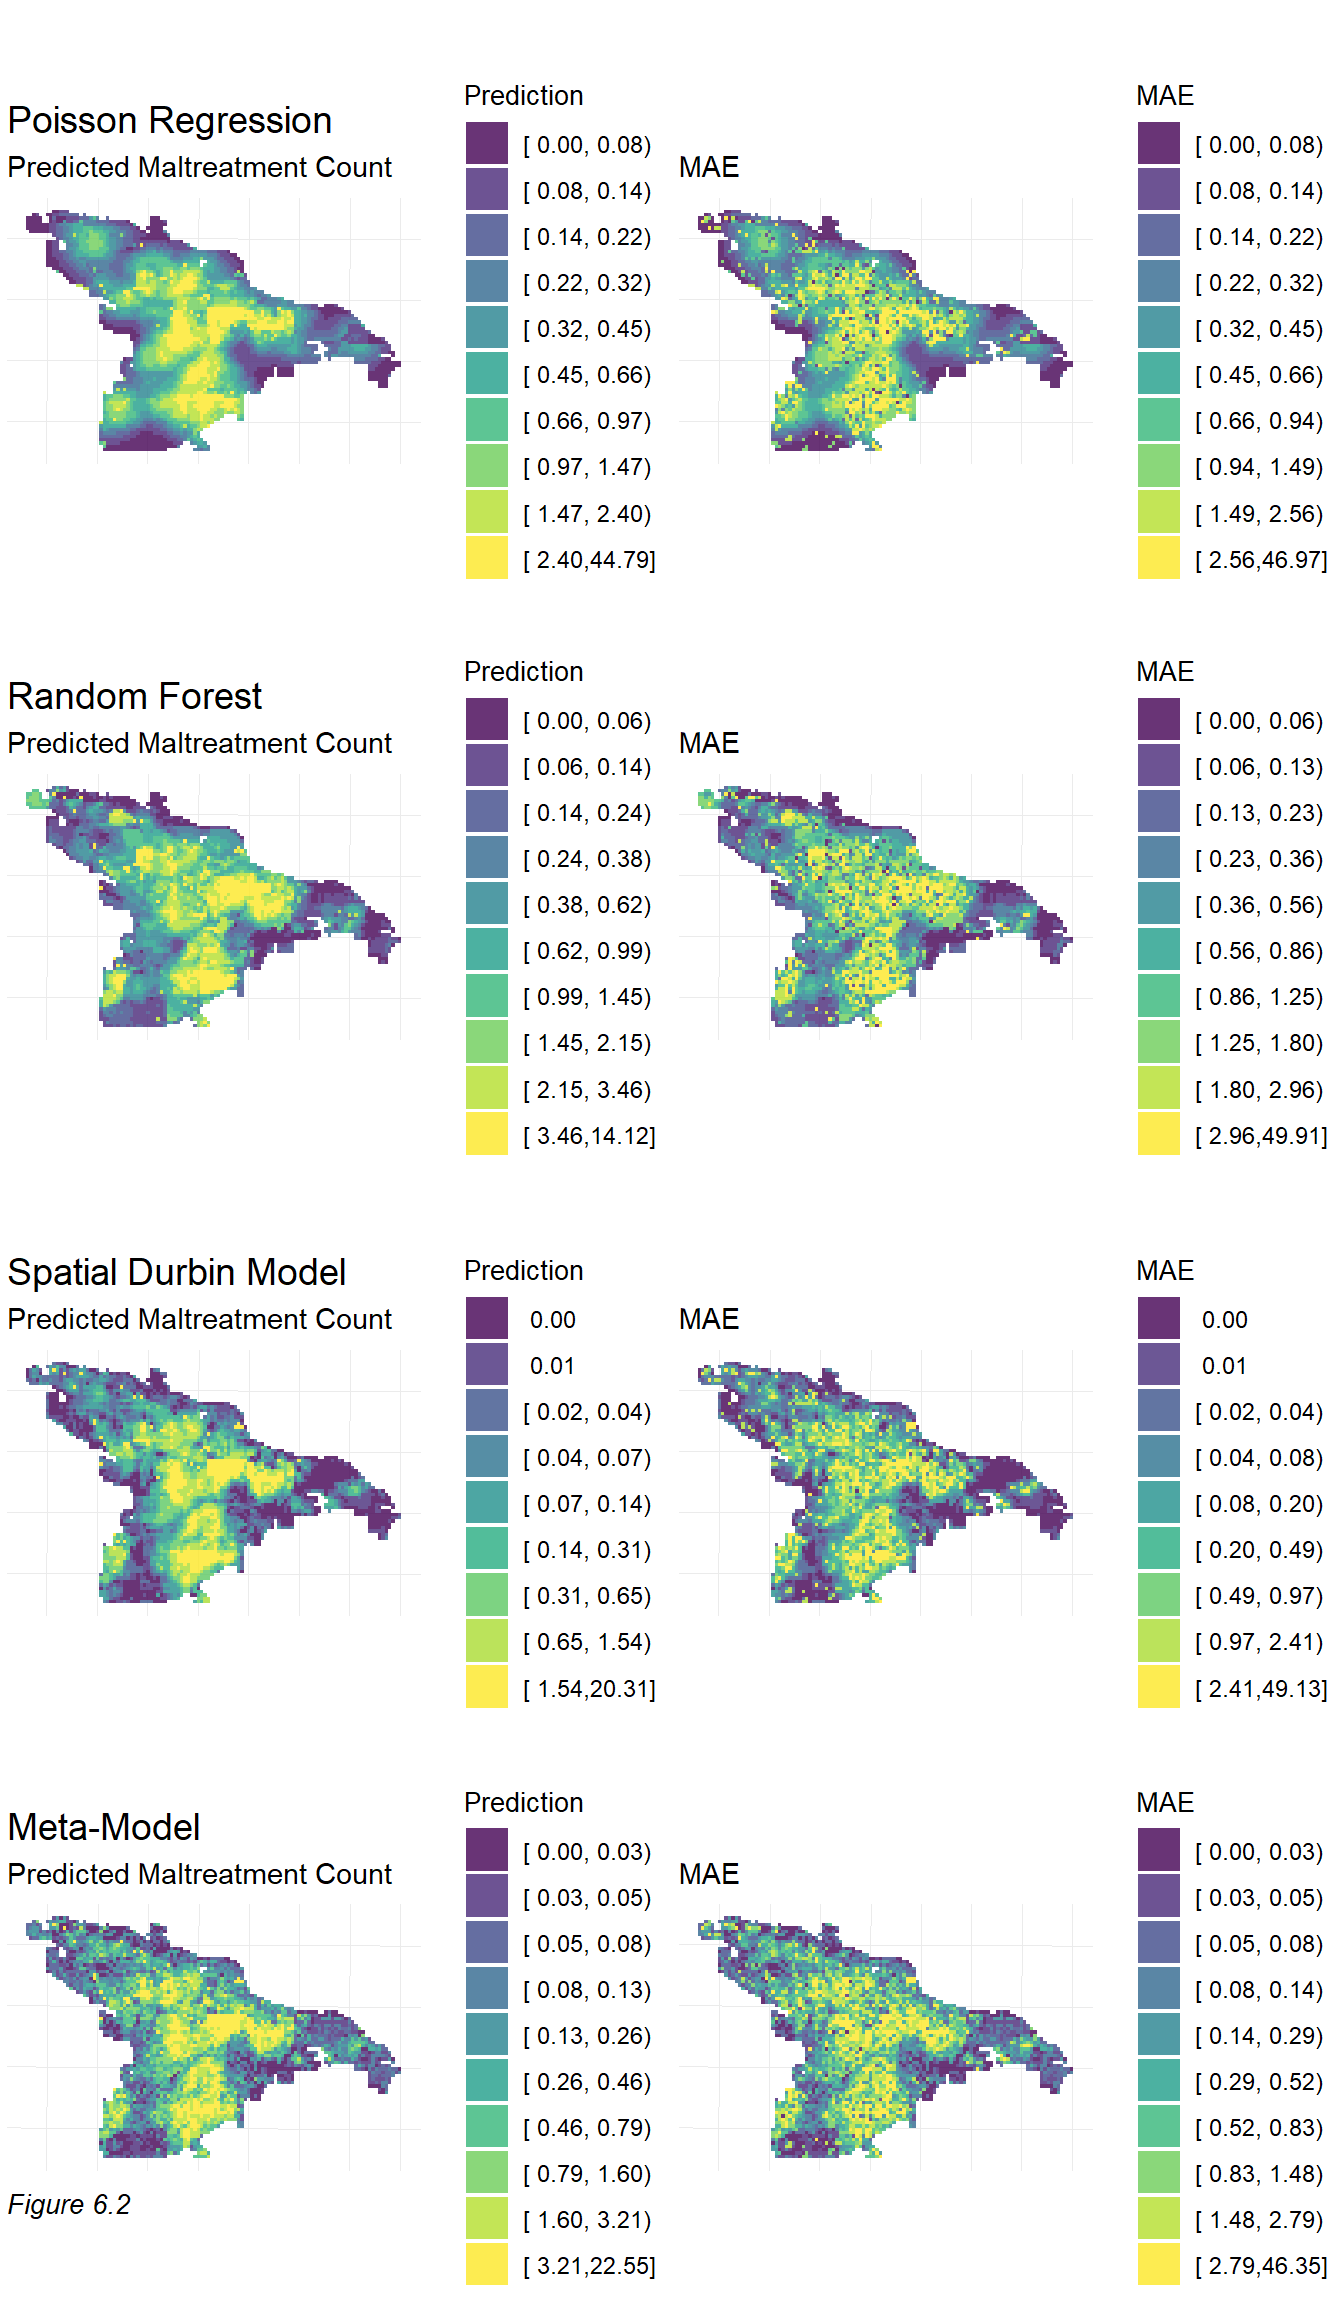 Poisson Regression
Predicted Maltreatment Count
Prediction
[ 0.00, 0.08)
[ 0.08, 0.14)
[ 0.14, 0.22)
[ 0.22, 0.32)
[ 0.32, 0.45)
[ 0.45, 0.66)
[ 0.66, 0.97)
[ 0.97, 1.47)
[ 1.47, 2.40)
[ 2.40,44.79]
MAE
MAE
[ 0.00, 0.08)
[ 0.08, 0.14)
[ 0.14, 0.22)
[ 0.22, 0.32)
[ 0.32, 0.45)
[ 0.45, 0.66)
[ 0.66, 0.94)
[ 0.94, 1.49)
[ 1.49, 2.56)
[ 2.56,46.97]
Random Forest
Predicted Maltreatment Count
Prediction
[ 0.00, 0.06)
[ 0.06, 0.14)
[ 0.14, 0.24)
[ 0.24, 0.38)
[ 0.38, 0.62)
[ 0.62, 0.99)
[ 0.99, 1.45)
[ 1.45, 2.15)
[ 2.15, 3.46)
[ 3.46,14.12]
MAE
MAE
[ 0.00, 0.06)
[ 0.06, 0.13)
[ 0.13, 0.23)
[ 0.23, 0.36)
[ 0.36, 0.56)
[ 0.56, 0.86)
[ 0.86, 1.25)
[ 1.25, 1.80)
[ 1.80, 2.96)
[ 2.96,49.91]
Spatial Durbin Model
Predicted Maltreatment Count
Prediction
0.00
0.01
[ 0.02, 0.04)
[ 0.04, 0.07)
[ 0.07, 0.14)
[ 0.14, 0.31)
[ 0.31, 0.65)
[ 0.65, 1.54)
[ 1.54,20.31]
MAE
MAE
0.00
0.01
[ 0.02, 0.04)
[ 0.04, 0.08)
[ 0.08, 0.20)
[ 0.20, 0.49)
[ 0.49, 0.97)
[ 0.97, 2.41)
[ 2.41,49.13]
Meta-Model
Predicted Maltreatment Count
Prediction
[ 0.00, 0.03)
[ 0.03, 0.05)
[ 0.05, 0.08)
[ 0.08, 0.13)
[ 0.13, 0.26)
[ 0.26, 0.46)
[ 0.46, 0.79)
[ 0.79, 1.60)
[ 1.60, 3.21)
[ 3.21,22.55]
MAE
MAE
[ 0.00, 0.03)
[ 0.03, 0.05)
[ 0.05, 0.08)
[ 0.08, 0.14)
[ 0.14, 0.29)
[ 0.29, 0.52)
[ 0.52, 0.83)
[ 0.83, 1.48)
[ 1.48, 2.79)
[ 2.79,46.35]
Figure 6.2